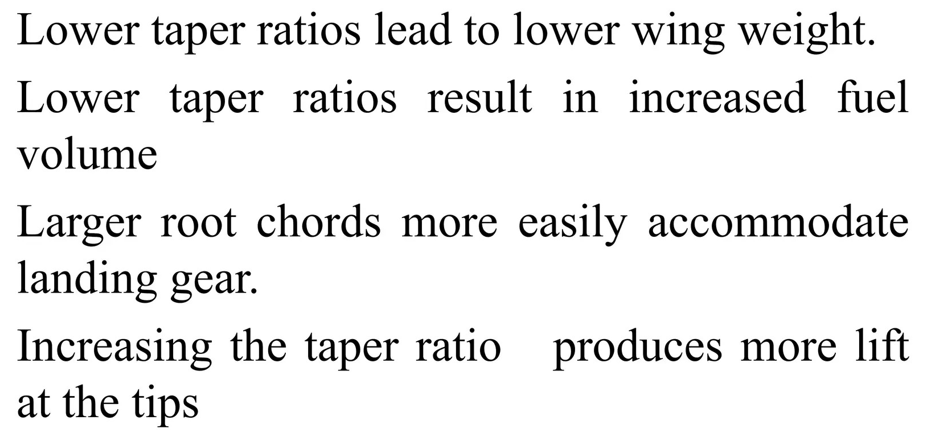 Lower taper ratios lead to lower wing weight.
Lower taper ratios result in increased fuel
volume
Larger root chords more easily accommodate
landing gear.
Increasing the taper ratio produces more lift
at the tips